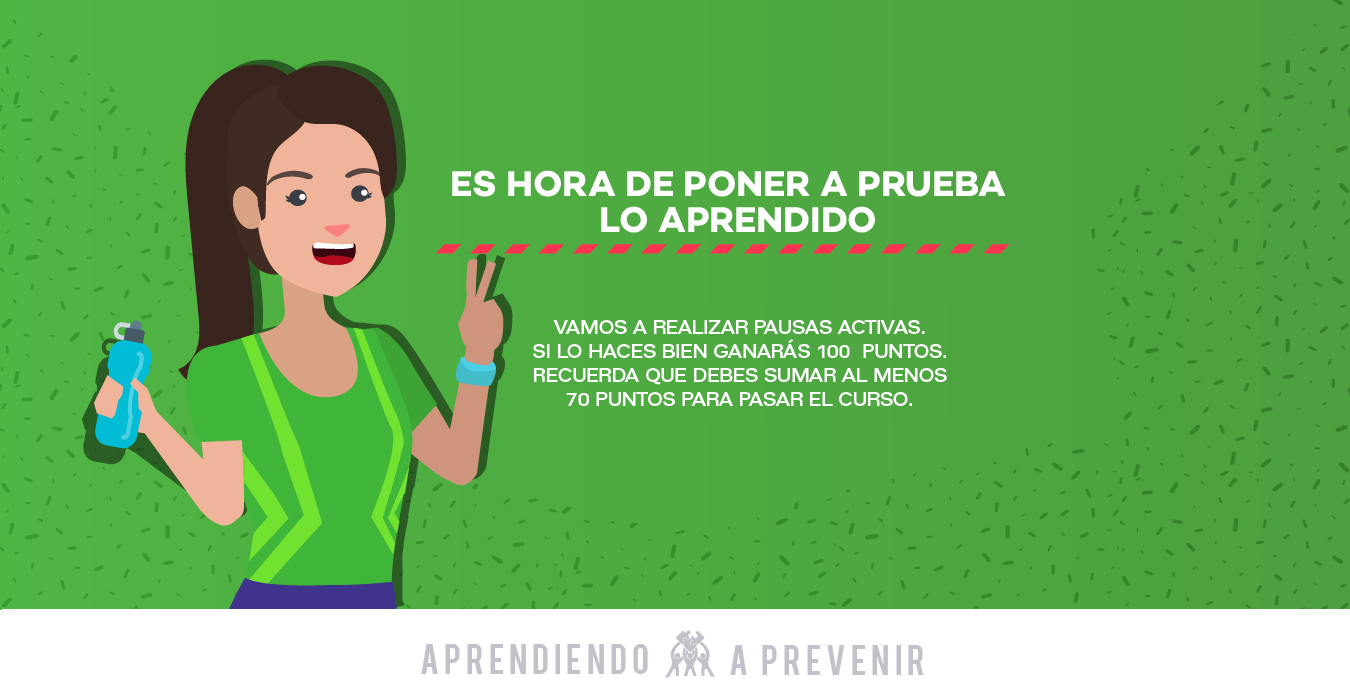 ES HORA DE PONER A PRUEBA
LO APRENDIDO
VAMOS A REALIZAR PAUSAS ACTIVAS.
SI LO HACES BIEN GANARÁS 100 PUNTOS.
RECUERDA QUE DEBES SUMAR AL MENOS
70 PUNTOS PARA PASAR EL CURSO.
APRENDIENDO A PREVENIR